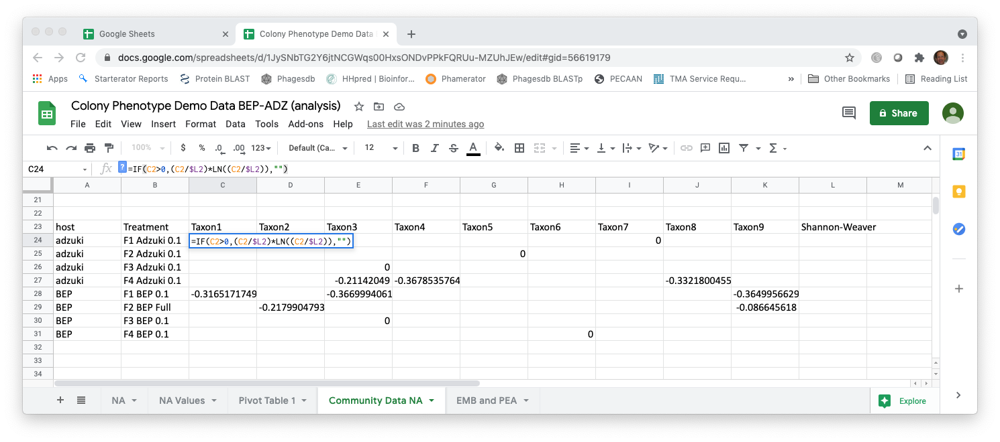 Google Sheets
Colony Phenotype Demo Data
docs.google.com/spreadsheets/d/1JySNbTG2Y6jtNCGWqs00HxsONDvPPkFQRUu-MZUhJEw/edit#gid=56619179
Apps Starterator Reports Protein BLAST Phagesdb HHpred | Bioinfor... Phamerator Phagesdb BLASTp PECAAN TMA Service Requ... » Other Bookmarks Reading List
Colony Phenotype Demo Data BEP-ADZ (analysis)
File Edit View Insert Format Data Tools Add-ons Help Last edit was 2 minutes ago
Share
100% $ % .0 .00 123 Default (Ca... 12 B I S A Σ
31
C24 fx ? =IF(C2>0,(C2/$L2)*LN((C2/$L2)),"")
A B C D E F G H I J K L M
21
22
23 host Treatment Taxon1 Taxon2 Taxon3 Taxon4 Taxon5 Taxon6 Taxon7 Taxon8 Taxon9 Shannon-Weaver
24 adzuki F1 Adzuki 0.1 =IF(C2>0,(C2/$L2)*LN((C2/$L2)),"") 0
25 adzuki F2 Adzuki 0.1 0
26 adzuki F3 Adzuki 0.1 0
27 adzuki F4 Adzuki 0.1 -0.21142049 -0.3678535764 -0.3321800455
28 BEP F1 BEP 0.1 -0.3165171749 -0.3669994061 -0.3649956629
29 BEP F2 BEP Full -0.2179904793 -0.086645618
30 BEP F3 BEP 0.1 0
31 BEP F4 BEP 0.1 0
32
33
34
NA NA Values Pivot Table 1 Community Data NA EMB and PEA Explore